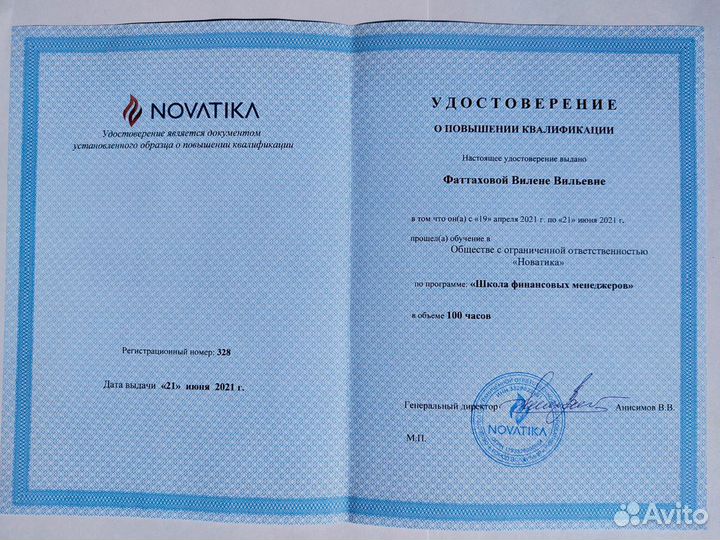 NOVATIKA
Удостоверение является документом
установленного образца о повышении квалификации
Регистрационный номер: 328
Дата выдачи «21» июня 2021 г.
УДОСТОВЕРЕНИЕ
О ПОВЫШЕНИИ КВАЛИФИКАЦИИ
Настоящее удостоверение выдано
Фаттаховой Вилене Вильевне
в том что он(а) с «19» апреля 2021 г. по «21» июня 2021 г.
прошел(а) обучение в
Обществе с ограниченной ответственностью
«Новатика»
по программе: «Школа финансовых менеджеров»
в объеме 100 часов
Генеральный директор Анисимов В.В.
М.П.
NOVATIKA
Avito